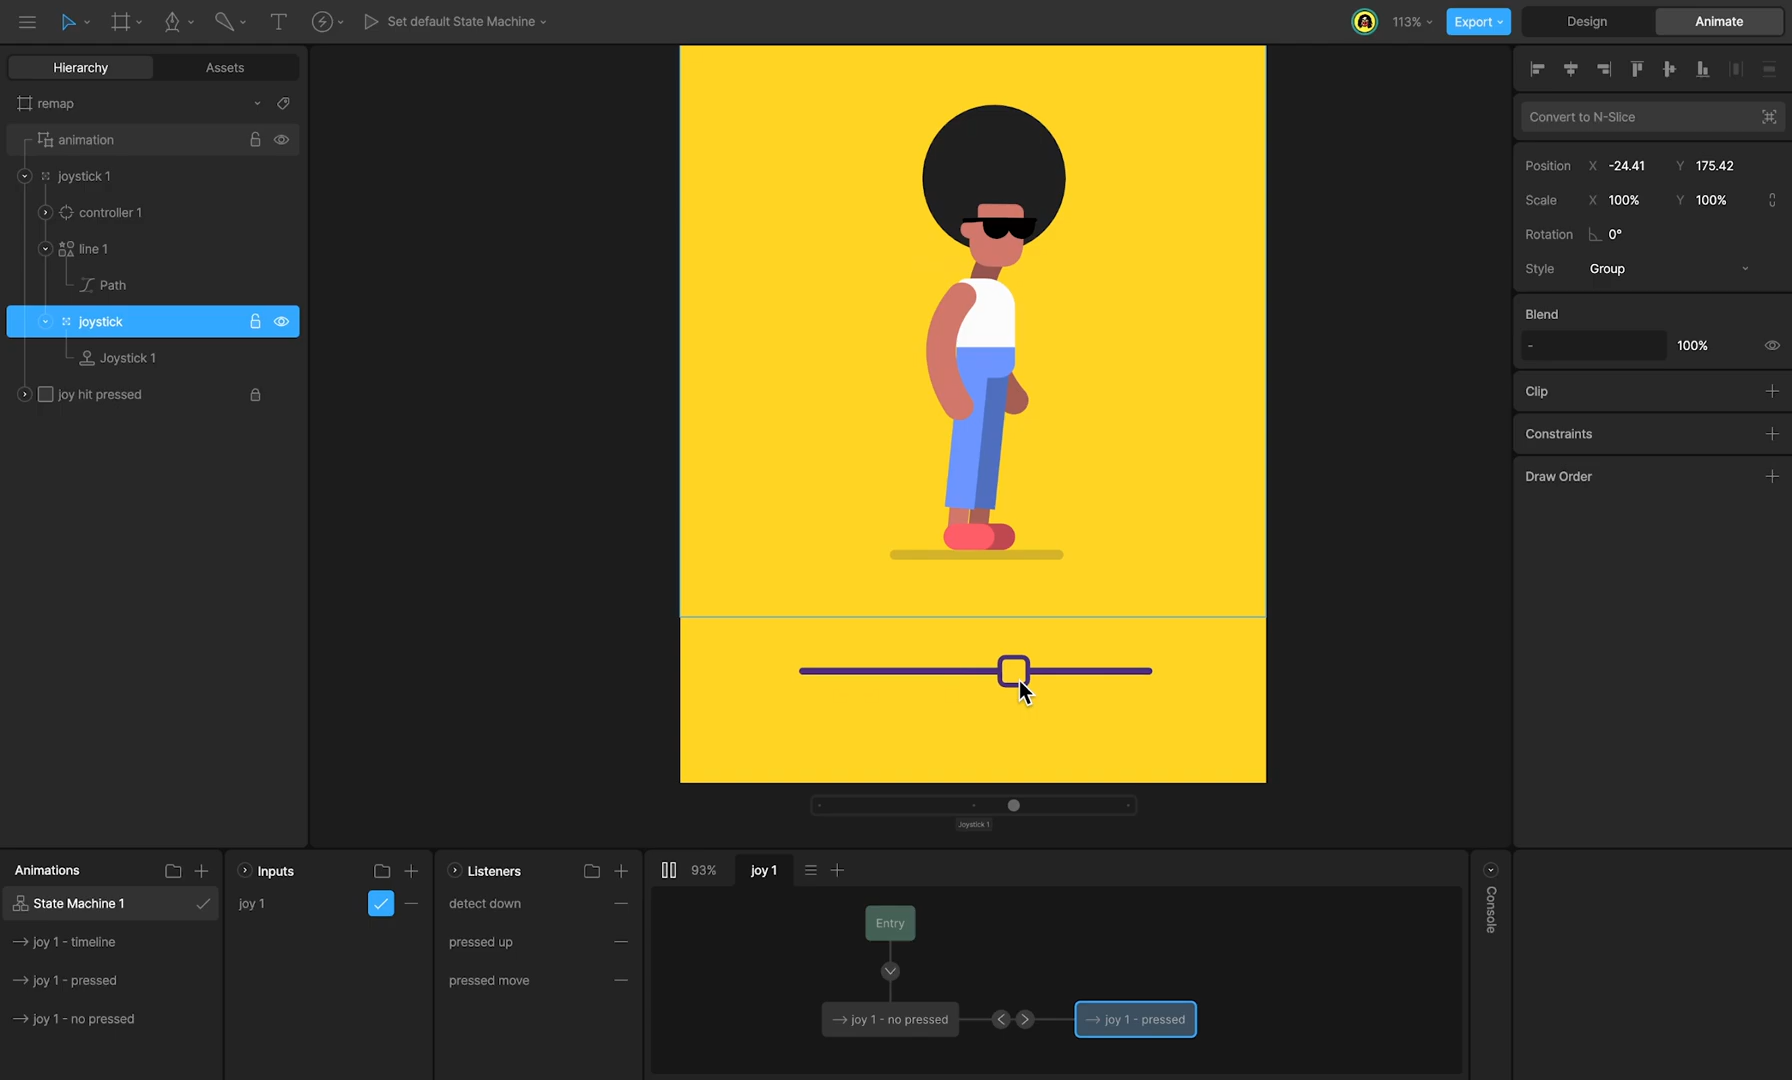 Set default State Machine
113%
Export
Design
Animate
Hierarchy
Assets
remap
animation
joystick 1
controller 1
line 1
Path
joystick
Joystick 1
joy hit pressed
Convert to N-Slice
Position X -24.41 Y 175.42
Scale X 100% Y 100%
Rotation 0°
Style Group
Blend
- 100%
Clip
Constraints
Draw Order
Joystick 1
Animations
State Machine 1
joy 1 - timeline
joy 1 - pressed
joy 1 - no pressed
Inputs
joy 1
Listeners
detect down
pressed up
pressed move
93%
joy 1
Entry
joy 1 - no pressed
joy 1 - pressed
Console